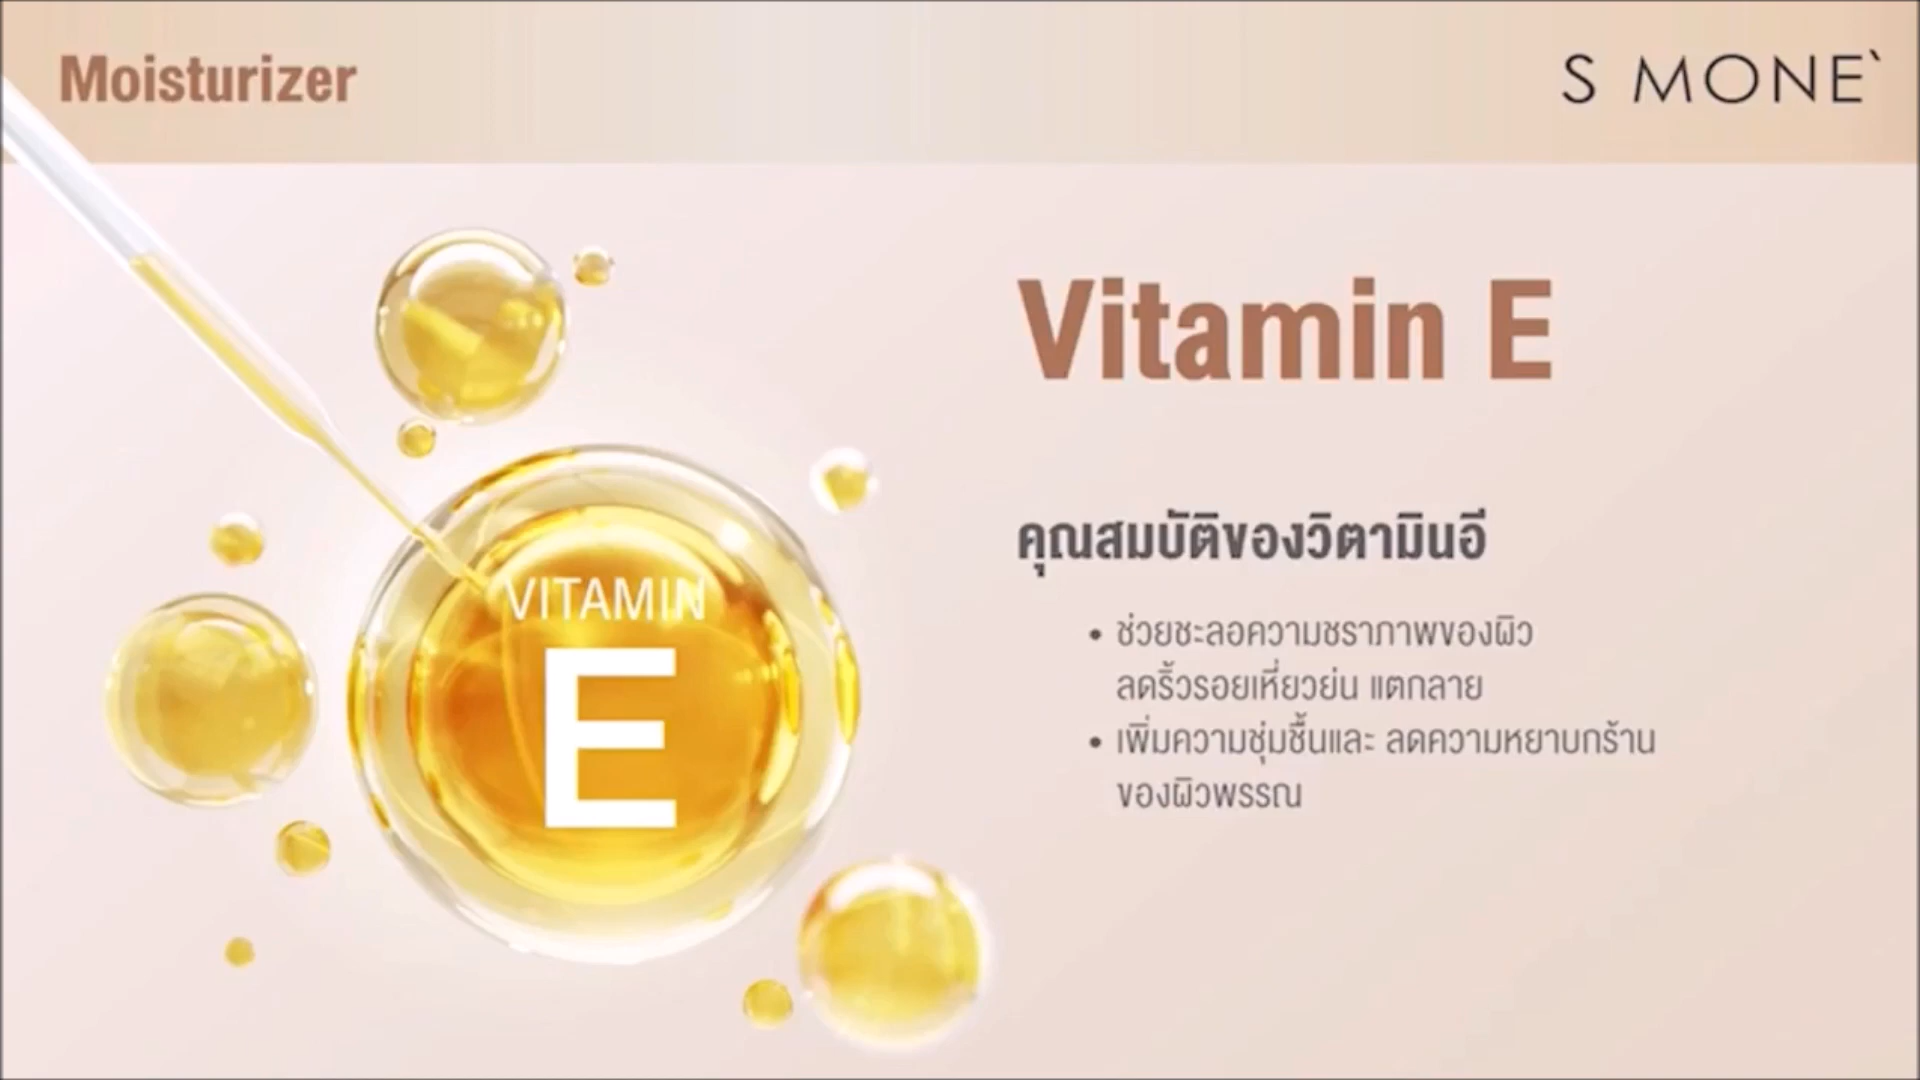 Moisturizer
S MONE`
Vitamin E
VITAMIN
E
คุณสมบัติของวิตามินอี
• ช่วยชะลอความชราภาพของผิว
ลดริ้วรอยเหี่ยวย่น แตกลาย
• เพิ่มความชุ่มชื้นและ ลดความหยาบกร้าน
ของผิวพรรณ